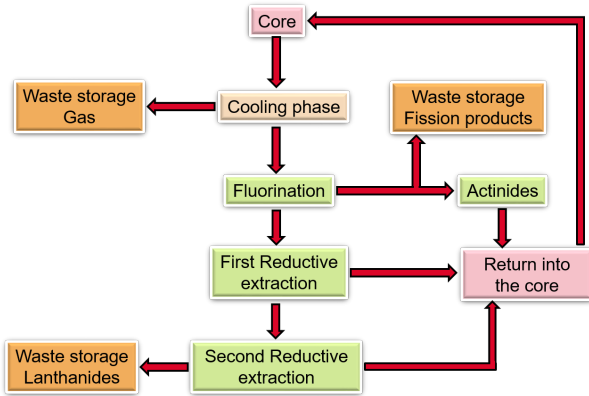 Core
Waste storage
Gas
Cooling phase
Waste storage
Fission products
Fluorination
Actinides
First Reductive
extraction
Return into
the core
Waste storage
Lanthanides
Second Reductive
extraction